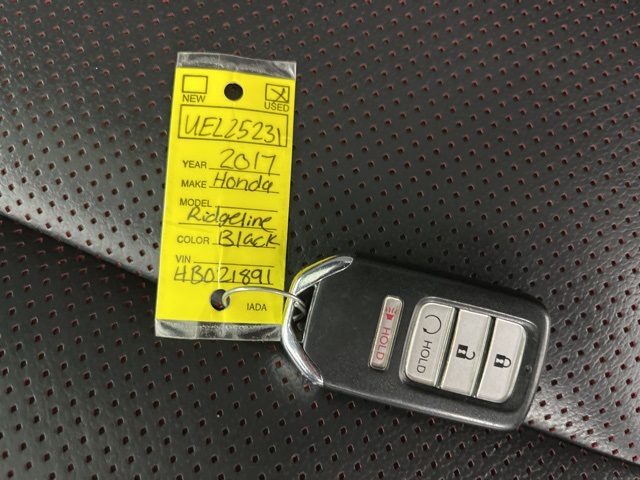 NEW USED
UEL25231
YEAR 2017
MAKE Honda
MODEL Ridgeline
COLOR Black
VIN HB021891
IADA
HOLD
HOLD